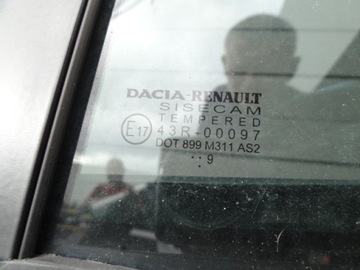 DACIA-RENAULT
SISECAM
TEMPERED
E17 43R-00097
DOT 899 M311 AS2
.. 9